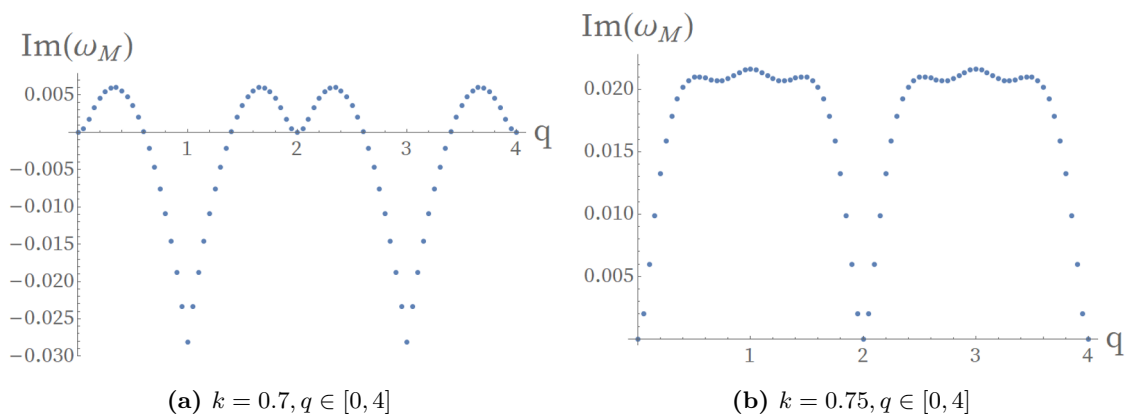 Im(ω_M)
0.005
−0.005
−0.010
−0.015
−0.020
−0.025
−0.030
1 2 3 4
q
(a) k = 0.7, q ∈ [0, 4]
Im(ω_M)
0.020
0.015
0.010
0.005
1 2 3 4
q
(b) k = 0.75, q ∈ [0, 4]